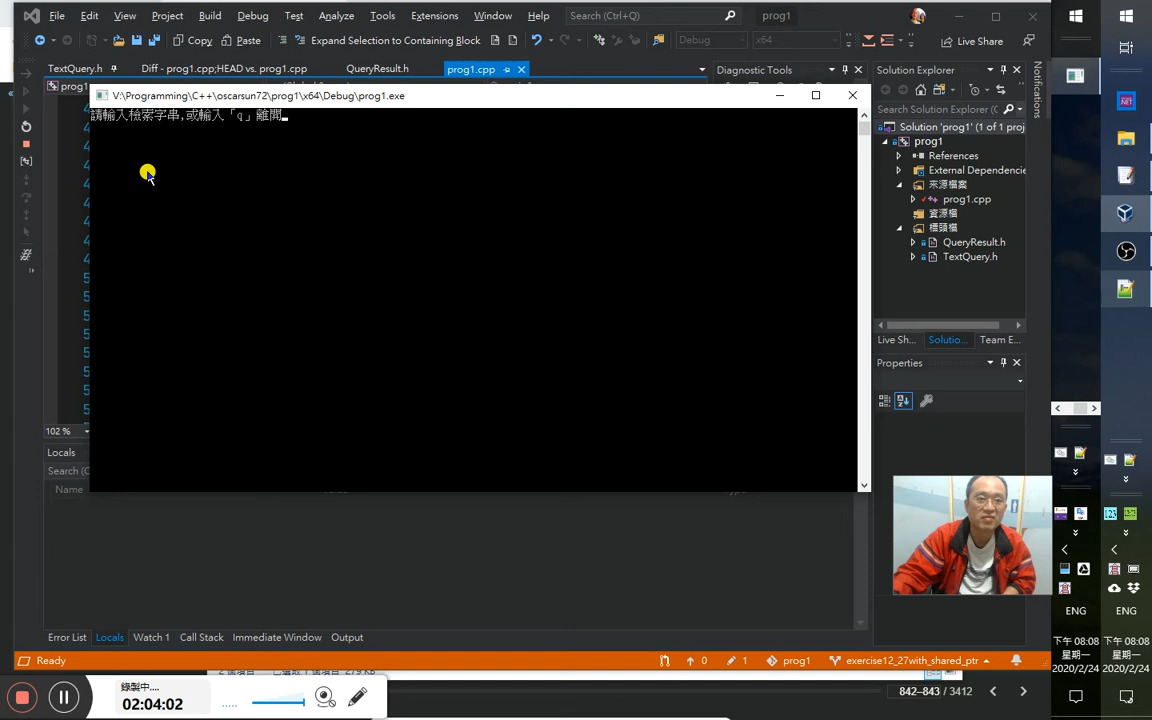 File Edit View Project Build Debug Test Analyze Tools Extensions Window Help Search (Ctrl+Q) prog1
Copy Paste Expand Selection to Containing Block Debug x64 Live Share
TextQuery.h Diff - prog1.cpp;HEAD vs. prog1.cpp QueryResult.h prog1.cpp Diagnostic Tools Solution Explorer
prog1
V:\Programming\C++\oscarsun72\prog1\x64\Debug\prog1.exe
請輸入檢索字串,或輸入「q」離開
Search Solution Explorer
Solution 'prog1' (1 of 1 proj
prog1
References
External Dependencie
來源檔案
prog1.cpp
資源檔
標頭檔
QueryResult.h
TextQuery.h
Live Sh... Solutio... Team E...
Properties
Notifications
102 %
Locals
Search (C
Name Type
Error List Locals Watch 1 Call Stack Immediate Window Output
Ready 0 1 prog1 exercise12_27with_shared_ptr
錄製中....
02:04:02
842–843 / 3412
ENG ENG
下午 08:08 下午 08:08
星期一 星期一
2020/2/24 2020/2/24